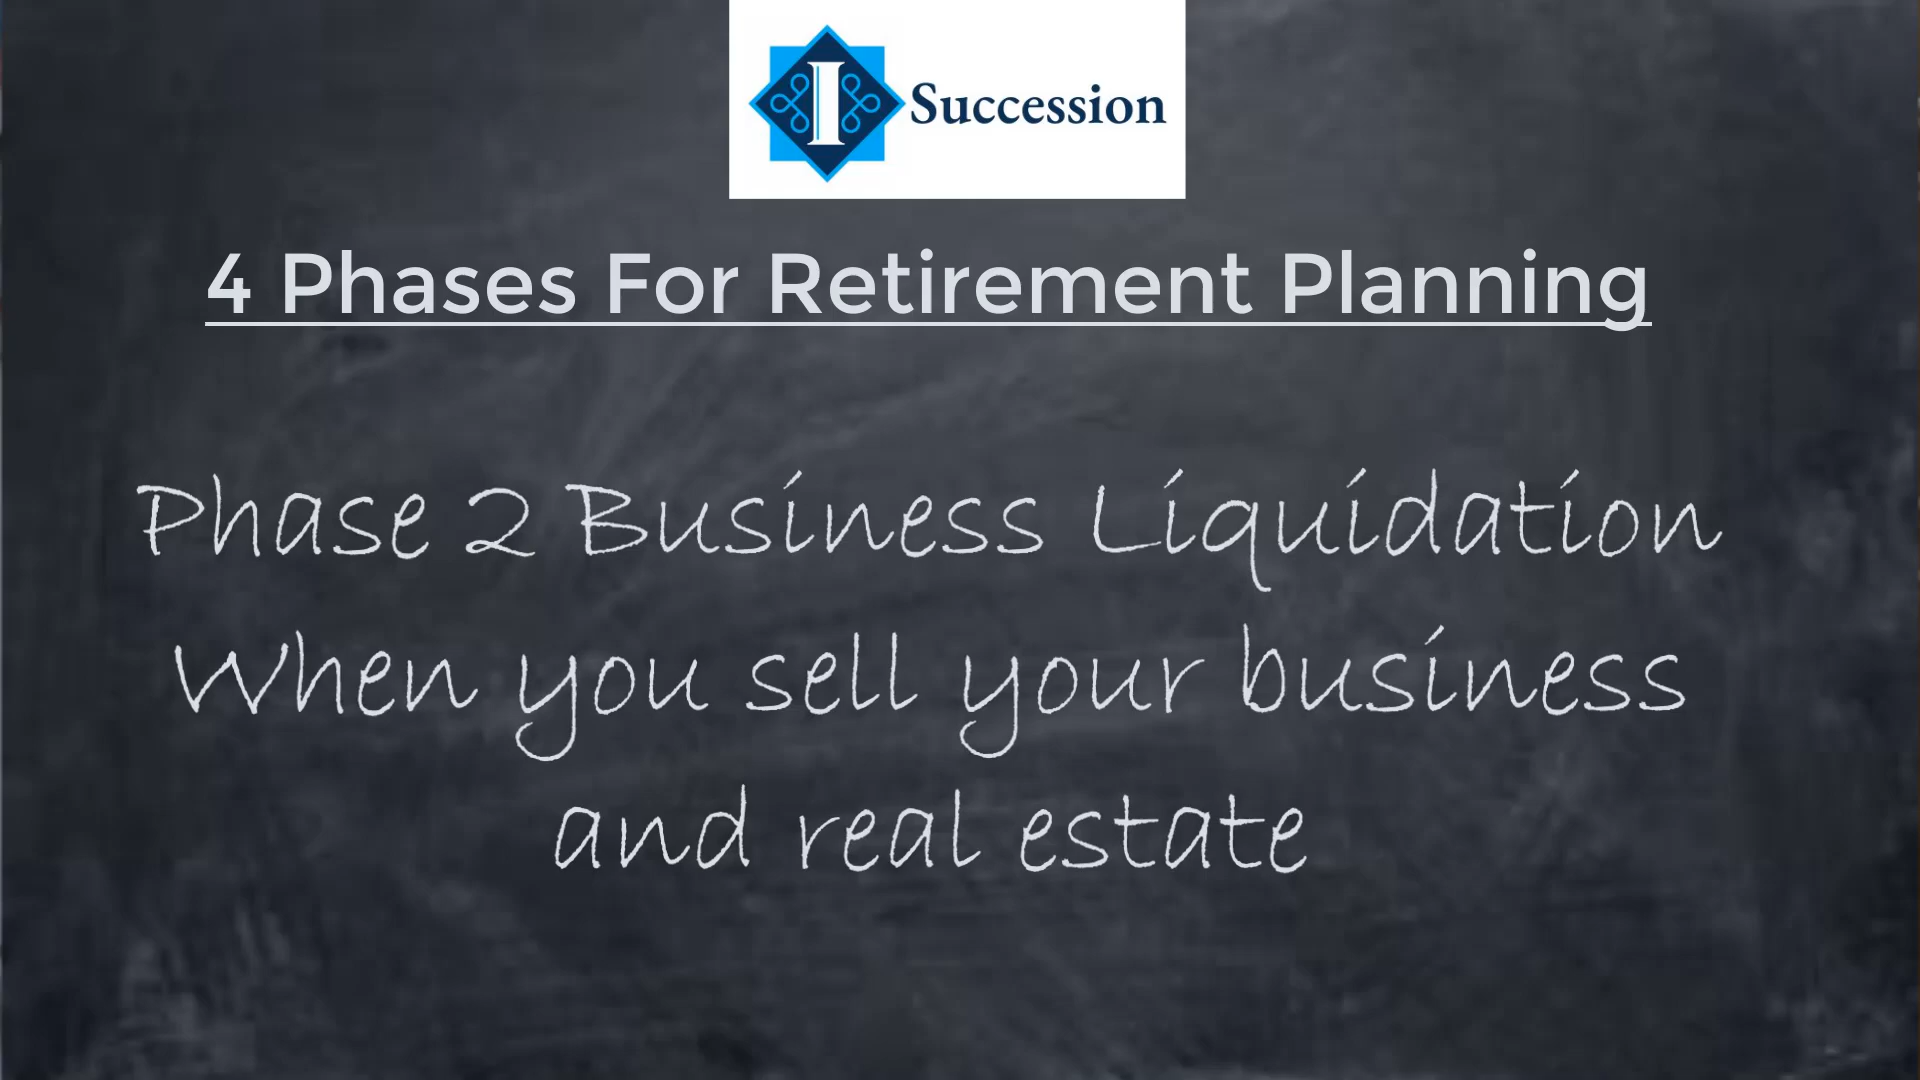 I Succession
4 Phases For Retirement Planning
Phase 2 Business Liquidation
When you sell your business
and real estate